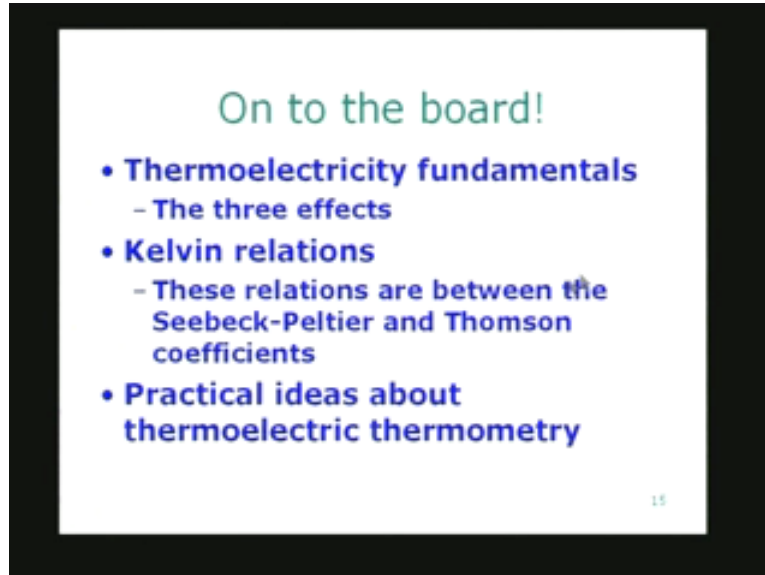 On to the board!
• Thermoelectricity fundamentals
– The three effects
• Kelvin relations
– These relations are between the
Seebeck-Peltier and Thomson
coefficients
• Practical ideas about
thermoelectric thermometry
15